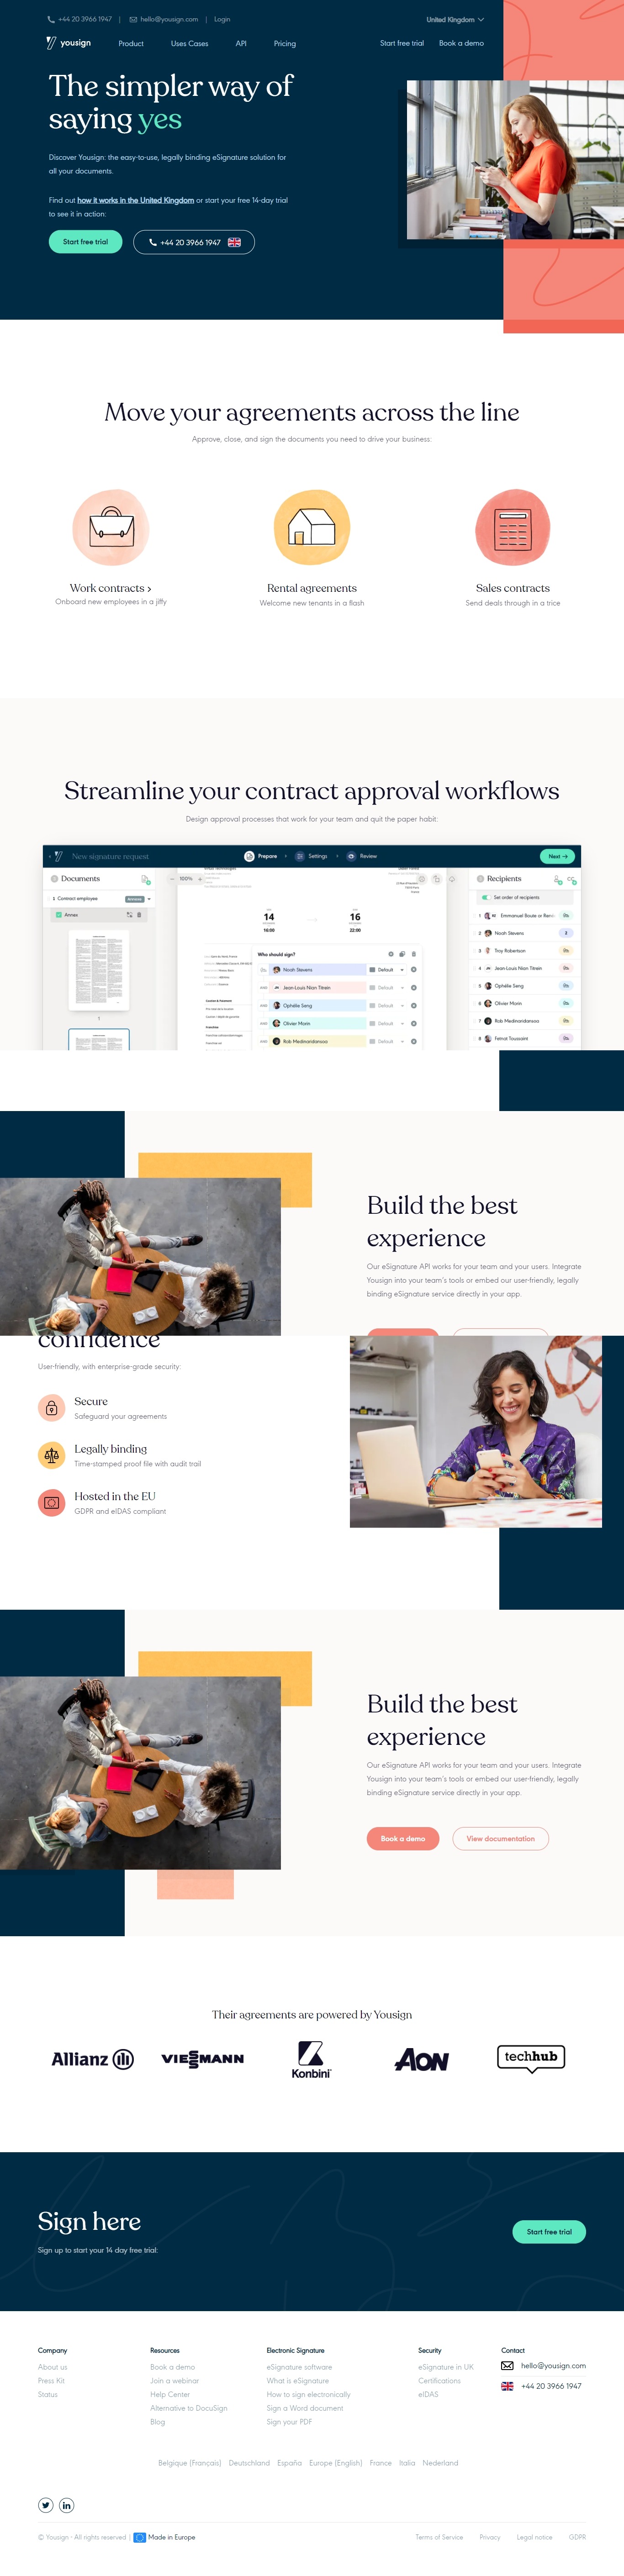 +44 20 3966 1947 | hello@yousign.com | Login
United Kingdom
yousign
Product
Uses Cases
API
Pricing
Start free trial
Book a demo
The simpler way of
saying yes
Discover Yousign: the easy-to-use, legally binding eSignature solution for
all your documents.
Find out how it works in the United Kingdom or start your free 14-day trial
to see it in action:
Start free trial
+44 20 3966 1947
Move your agreements across the line
Approve, close, and sign the documents you need to drive your business:
Work contracts ›
Onboard new employees in a jiffy
Rental agreements
Welcome new tenants in a flash
Sales contracts
Send deals through in a trice
Streamline your contract approval workflows
Design approval processes that work for your team and quit the paper habit:
New signature request
Prepare
Settings
Review
Next →
Documents
100%
Recipients
CC
1 Contract employee
Annex
Set order of recipients
14
16:00
16
22:00
Who should sign?
Noah Stevens
Default
Jean-Louis Nian Titrein
Default
Ophélie Seng
Default
Olivier Morin
Default
Rob Medinaridanousa
Default
1
2 Noah Stevens
3 Troy Robertson
4 Jean-Louis Nian Titrein
5 Ophélie Seng
6 Olivier Morin
7 Rob Medinaridanousa
8 Fernat Toussaint
Build the best
experience
Our eSignature API works for your team and your users. Integrate
Yousign into your team's tools or embed our user-friendly, legally
binding eSignature service directly in your app.
confidence
User-friendly, with enterprise-grade security:
Secure
Safeguard your agreements
Legally binding
Time-stamped proof file with audit trail
Hosted in the EU
GDPR and eIDAS compliant
Build the best
experience
Our eSignature API works for your team and your users. Integrate
Yousign into your team's tools or embed our user-friendly, legally
binding eSignature service directly in your app.
Book a demo
View documentation
Their agreements are powered by Yousign
Allianz
VIESSMANN
Konbini
AON
techhub
Sign here
Sign up to start your 14 day free trial:
Start free trial
Company
About us
Press Kit
Status
Resources
Book a demo
Join a webinar
Help Center
Alternative to DocuSign
Blog
Electronic Signature
eSignature software
What is eSignature
How to sign electronically
Sign a Word document
Sign your PDF
Security
eSignature in UK
Certifications
eIDAS
Contact
hello@yousign.com
+44 20 3966 1947
Belgique (Français)
Deutschland
España
Europe (English)
France
Italia
Nederland
© Yousign - All rights reserved | Made in Europe
Terms of Service
Privacy
Legal notice
GDPR